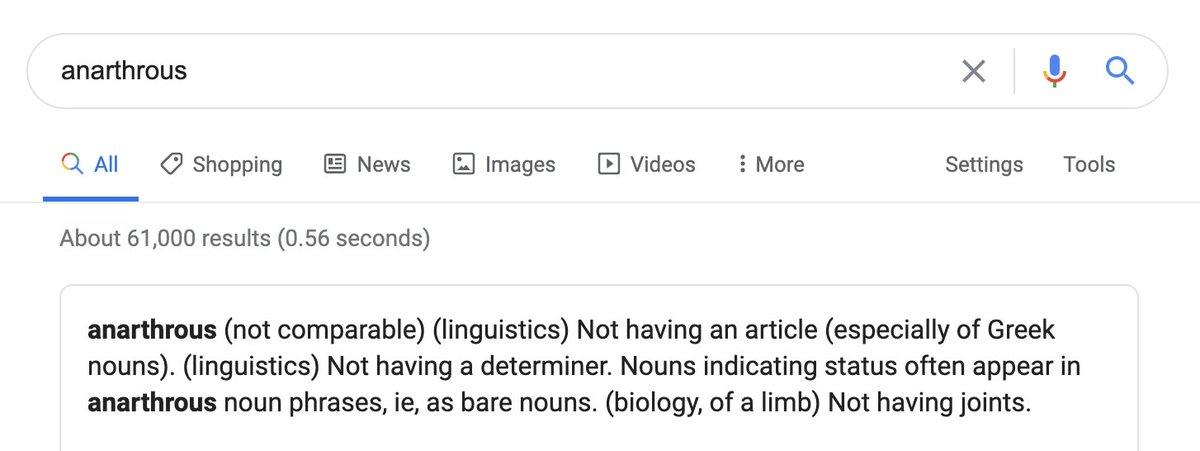 anarthrous
All Shopping News Images Videos More Settings Tools
About 61,000 results (0.56 seconds)
anarthrous (not comparable) (linguistics) Not having an article (especially of Greek
nouns). (linguistics) Not having a determiner. Nouns indicating status often appear in
anarthrous noun phrases, ie, as bare nouns. (biology, of a limb) Not having joints.